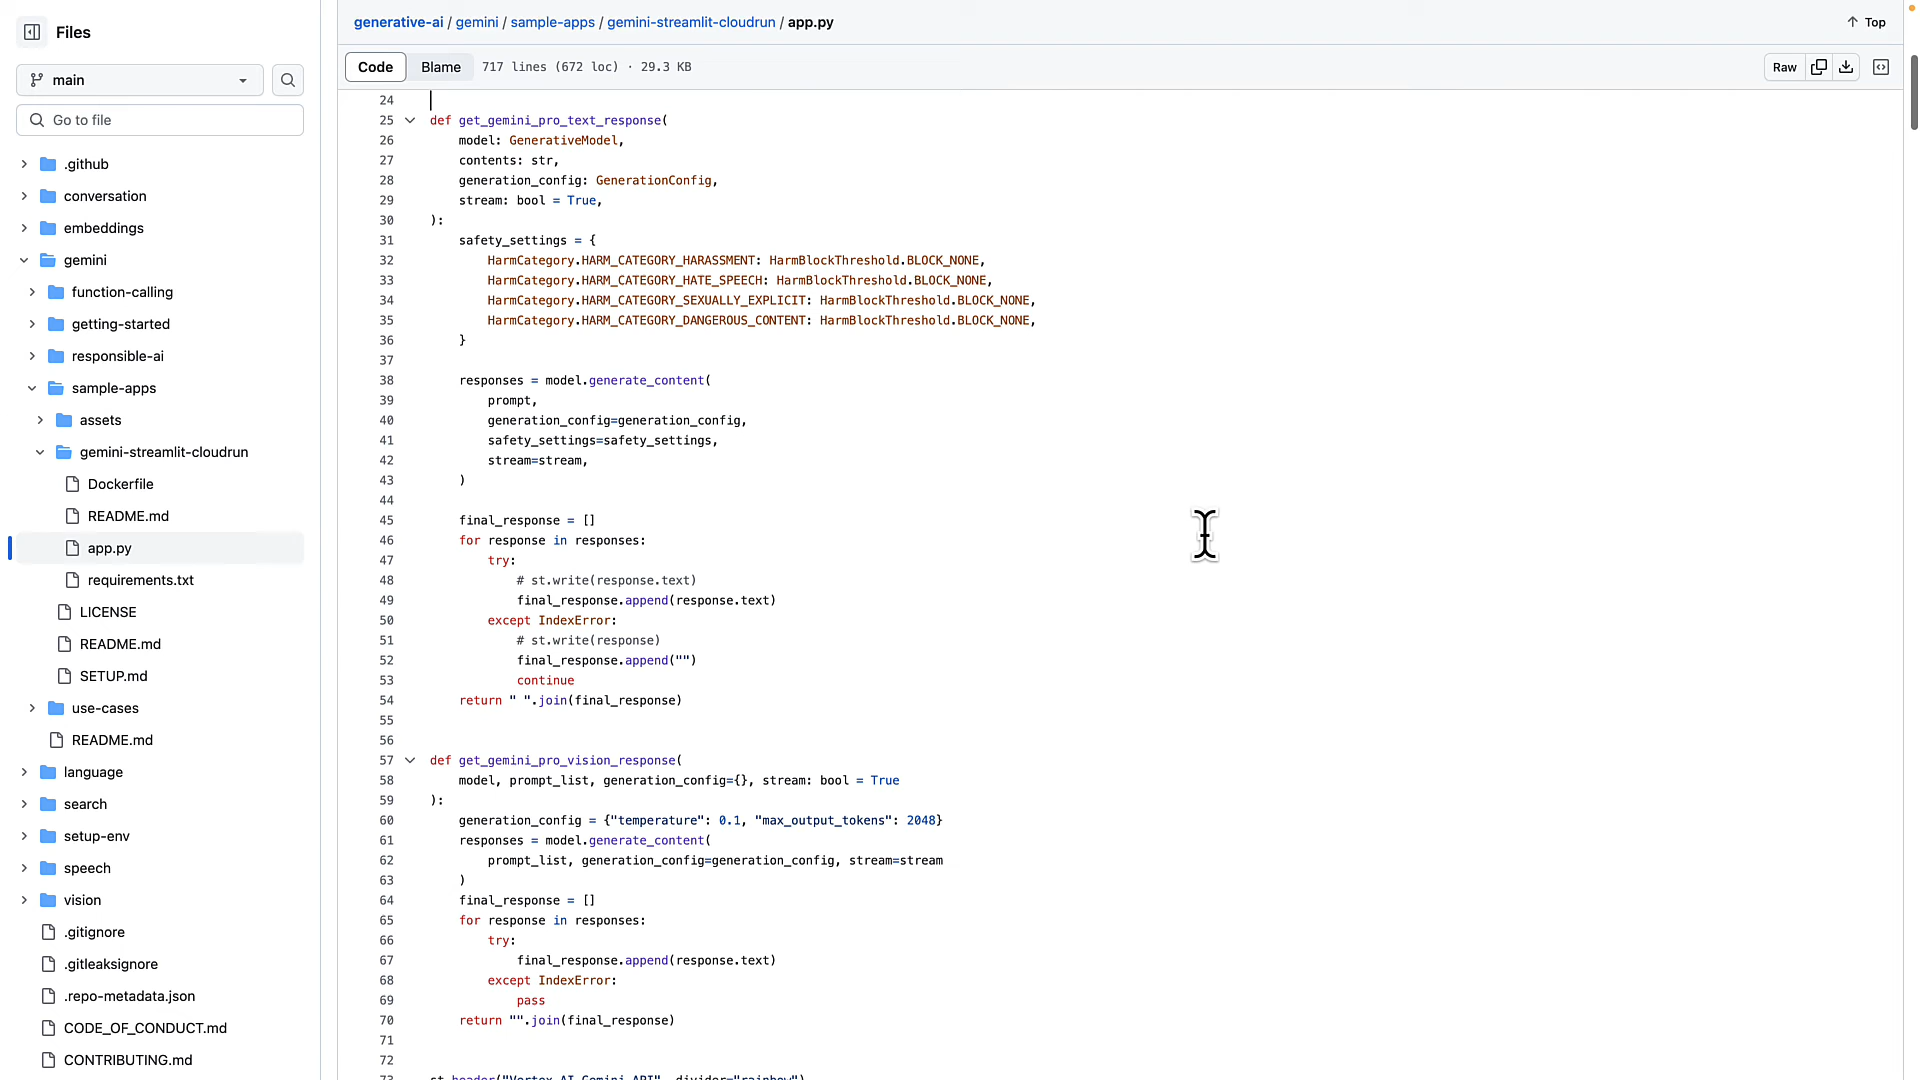 Files
main
Go to file
.github
conversation
embeddings
gemini
function-calling
getting-started
responsible-ai
sample-apps
assets
gemini-streamlit-cloudrun
Dockerfile
README.md
app.py
requirements.txt
LICENSE
README.md
SETUP.md
use-cases
README.md
language
search
setup-env
speech
vision
.gitignore
.gitleaksignore
.repo-metadata.json
CODE_OF_CONDUCT.md
CONTRIBUTING.md
generative-ai / gemini / sample-apps / gemini-streamlit-cloudrun / app.py
Top
Code Blame 717 lines (672 loc) · 29.3 KB
Raw
24
25 def get_gemini_pro_text_response(
26 model: GenerativeModel,
27 contents: str,
28 generation_config: GenerationConfig,
29 stream: bool = True,
30 ):
31 safety_settings = {
32 HarmCategory.HARM_CATEGORY_HARASSMENT: HarmBlockThreshold.BLOCK_NONE,
33 HarmCategory.HARM_CATEGORY_HATE_SPEECH: HarmBlockThreshold.BLOCK_NONE,
34 HarmCategory.HARM_CATEGORY_SEXUALLY_EXPLICIT: HarmBlockThreshold.BLOCK_NONE,
35 HarmCategory.HARM_CATEGORY_DANGEROUS_CONTENT: HarmBlockThreshold.BLOCK_NONE,
36 }
37
38 responses = model.generate_content(
39 prompt,
40 generation_config=generation_config,
41 safety_settings=safety_settings,
42 stream=stream,
43 )
44
45 final_response = []
46 for response in responses:
47 try:
48 # st.write(response.text)
49 final_response.append(response.text)
50 except IndexError:
51 # st.write(response)
52 final_response.append("")
53 continue
54 return " ".join(final_response)
55
56
57 def get_gemini_pro_vision_response(
58 model, prompt_list, generation_config={}, stream: bool = True
59 ):
60 generation_config = {"temperature": 0.1, "max_output_tokens": 2048}
61 responses = model.generate_content(
62 prompt_list, generation_config=generation_config, stream=stream
63 )
64 final_response = []
65 for response in responses:
66 try:
67 final_response.append(response.text)
68 except IndexError:
69 pass
70 return "".join(final_response)
71
72
73 st.header("Vertex AI Gemini API", divider="rainbow")